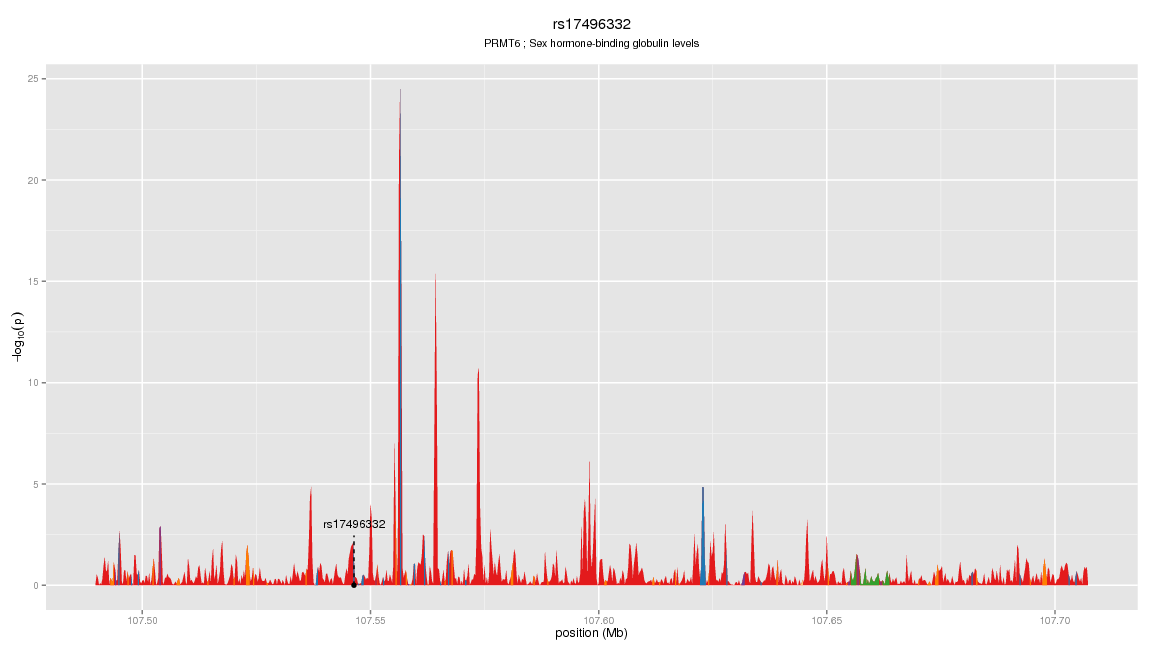 rs17496332
PRMT6 ; Sex hormone-binding globulin levels
25
20
15
10
5
0
−log10(p)
rs17496332
107.50
107.55
107.60
107.65
107.70
position (Mb)